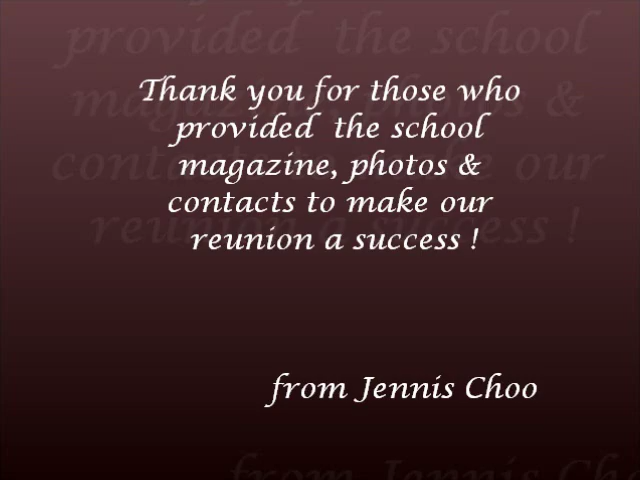 Thank you for those who
provided the school
magazine, photos &
contacts to make our
reunion a success !
from Jennis Choo